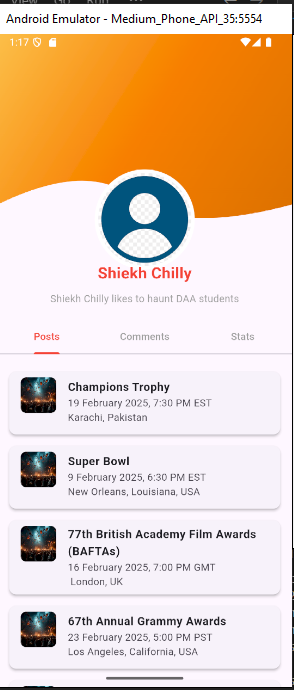 View Go Run
Android Emulator - Medium_Phone_API_35:5554
1:17
Shiekh Chilly
Shiekh Chilly likes to haunt DAA students
Posts Comments Stats
Champions Trophy
19 February 2025, 7:30 PM EST
Karachi, Pakistan
Super Bowl
9 February 2025, 6:30 PM EST
New Orleans, Louisiana, USA
77th British Academy Film Awards
(BAFTAs)
16 February 2025, 7:00 PM GMT
London, UK
67th Annual Grammy Awards
23 February 2025, 5:00 PM PST
Los Angeles, California, USA